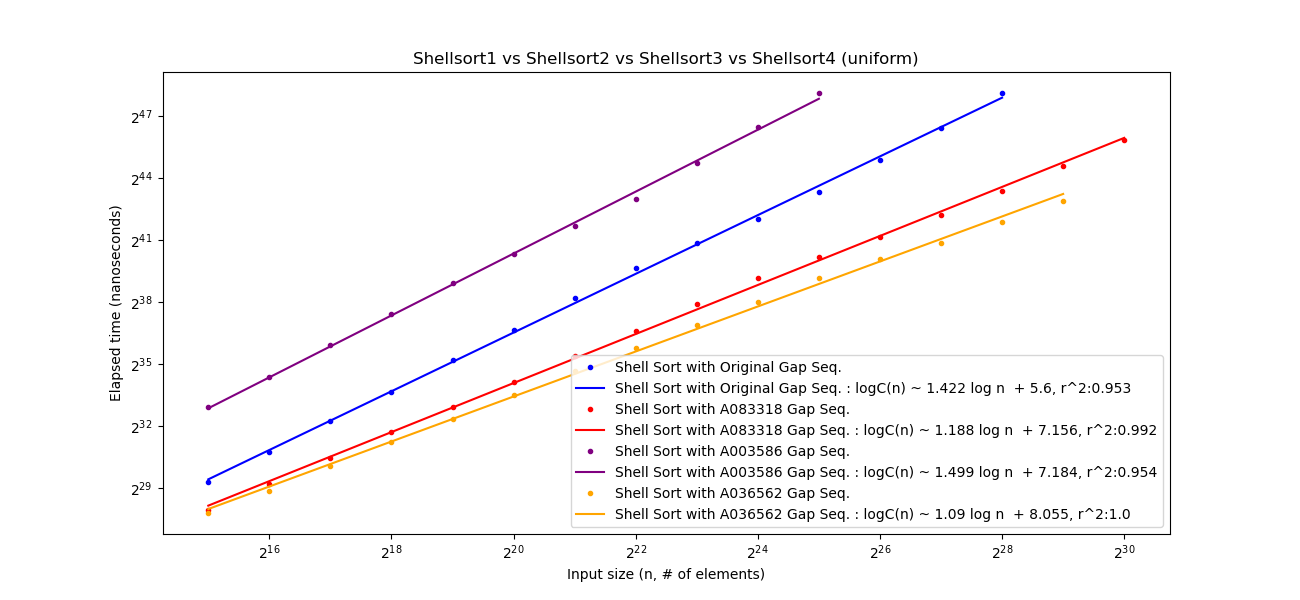 Shellsort1 vs Shellsort2 vs Shellsort3 vs Shellsort4 (uniform)
Elapsed time (nanoseconds)
2^47
2^44
2^41
2^38
2^35
2^32
2^29
Shell Sort with Original Gap Seq.
Shell Sort with Original Gap Seq. : logC(n) ~ 1.422 log n  + 5.6, r^2:0.953
Shell Sort with A083318 Gap Seq.
Shell Sort with A083318 Gap Seq. : logC(n) ~ 1.188 log n  + 7.156, r^2:0.992
Shell Sort with A003586 Gap Seq.
Shell Sort with A003586 Gap Seq. : logC(n) ~ 1.499 log n  + 7.184, r^2:0.954
Shell Sort with A036562 Gap Seq.
Shell Sort with A036562 Gap Seq. : logC(n) ~ 1.09 log n  + 8.055, r^2:1.0
2^16 2^18 2^20 2^22 2^24 2^26 2^28 2^30
Input size (n, # of elements)